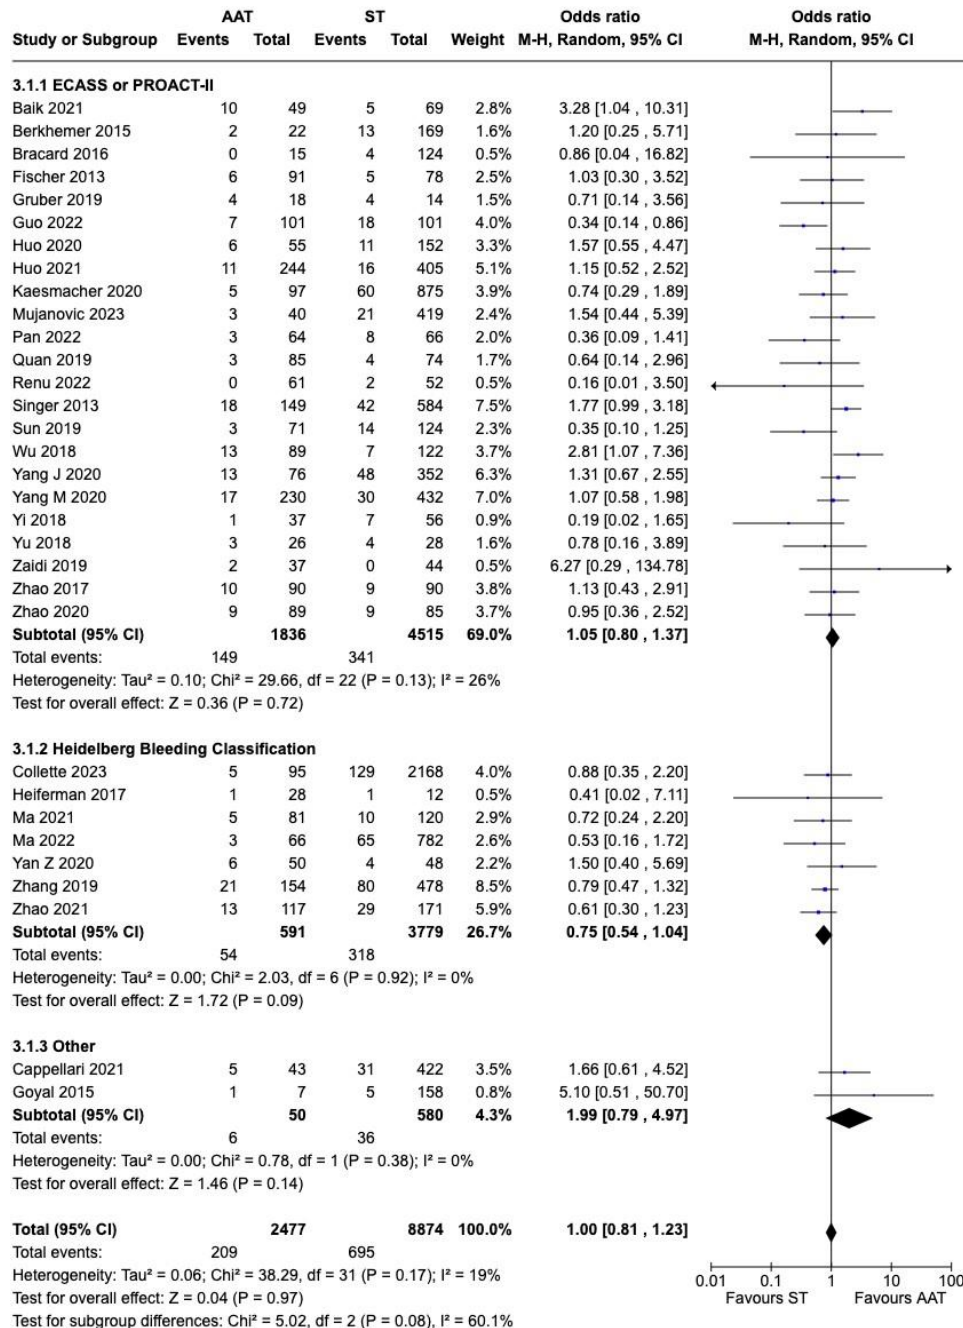 AAT ST Odds ratio Odds ratio
Study or Subgroup Events Total Events Total Weight M-H, Random, 95% CI M-H, Random, 95% CI
3.1.1 ECASS or PROACT-II
Baik 2021 10 49 5 69 2.8% 3.28 [1.04 , 10.31]
Berkhemer 2015 2 22 13 169 1.6% 1.20 [0.25 , 5.71]
Bracard 2016 0 15 4 124 0.5% 0.86 [0.04 , 16.82]
Fischer 2013 6 91 5 78 2.5% 1.03 [0.30 , 3.52]
Gruber 2019 4 18 4 14 1.5% 0.71 [0.14 , 3.56]
Guo 2022 7 101 18 101 4.0% 0.34 [0.14 , 0.86]
Huo 2020 6 55 11 152 3.3% 1.57 [0.55 , 4.47]
Huo 2021 11 244 16 405 5.1% 1.15 [0.52 , 2.52]
Kaesmacher 2020 5 97 60 875 3.9% 0.74 [0.29 , 1.89]
Mujanovic 2023 3 40 21 419 2.4% 1.54 [0.44 , 5.39]
Pan 2022 3 64 8 66 2.0% 0.36 [0.09 , 1.41]
Quan 2019 3 85 4 74 1.7% 0.64 [0.14 , 2.96]
Renu 2022 0 61 2 52 0.5% 0.16 [0.01 , 3.50]
Singer 2013 18 149 42 584 7.5% 1.77 [0.99 , 3.18]
Sun 2019 3 71 14 124 2.3% 0.35 [0.10 , 1.25]
Wu 2018 13 89 7 122 3.7% 2.81 [1.07 , 7.36]
Yang J 2020 13 76 48 352 6.3% 1.31 [0.67 , 2.55]
Yang M 2020 17 230 30 432 7.0% 1.07 [0.58 , 1.98]
Yi 2018 1 37 7 56 0.9% 0.19 [0.02 , 1.65]
Yu 2018 3 26 4 28 1.6% 0.78 [0.16 , 3.89]
Zaidi 2019 2 37 0 44 0.5% 6.27 [0.29 , 134.78]
Zhao 2017 10 90 9 90 3.8% 1.13 [0.43 , 2.91]
Zhao 2020 9 89 9 85 3.7% 0.95 [0.36 , 2.52]
Subtotal (95% CI) 1836 4515 69.0% 1.05 [0.80 , 1.37]
Total events: 149 341
Heterogeneity: Tau² = 0.10; Chi² = 29.66, df = 22 (P = 0.13); I² = 26%
Test for overall effect: Z = 0.36 (P = 0.72)
3.1.2 Heidelberg Bleeding Classification
Collette 2023 5 95 129 2168 4.0% 0.88 [0.35 , 2.20]
Heiferman 2017 1 28 1 12 0.5% 0.41 [0.02 , 7.11]
Ma 2021 5 81 10 120 2.9% 0.72 [0.24 , 2.20]
Ma 2022 3 66 65 782 2.6% 0.53 [0.16 , 1.72]
Yan Z 2020 6 50 4 48 2.2% 1.50 [0.40 , 5.69]
Zhang 2019 21 154 80 478 8.5% 0.79 [0.47 , 1.32]
Zhao 2021 13 117 29 171 5.9% 0.61 [0.30 , 1.23]
Subtotal (95% CI) 591 3779 26.7% 0.75 [0.54 , 1.04]
Total events: 54 318
Heterogeneity: Tau² = 0.00; Chi² = 2.03, df = 6 (P = 0.92); I² = 0%
Test for overall effect: Z = 1.72 (P = 0.09)
3.1.3 Other
Cappellari 2021 5 43 31 422 3.5% 1.66 [0.61 , 4.52]
Goyal 2015 1 7 5 158 0.8% 5.10 [0.51 , 50.70]
Subtotal (95% CI) 50 580 4.3% 1.99 [0.79 , 4.97]
Total events: 6 36
Heterogeneity: Tau² = 0.00; Chi² = 0.78, df = 1 (P = 0.38); I² = 0%
Test for overall effect: Z = 1.46 (P = 0.14)
Total (95% CI) 2477 8874 100.0% 1.00 [0.81 , 1.23]
Total events: 209 695
Heterogeneity: Tau² = 0.06; Chi² = 38.29, df = 31 (P = 0.17); I² = 19%
0.01 0.1 1 10 100
Test for overall effect: Z = 0.04 (P = 0.97)
Favours ST Favours AAT
Test for subgroup differences: Chi² = 5.02, df = 2 (P = 0.08), I² = 60.1%